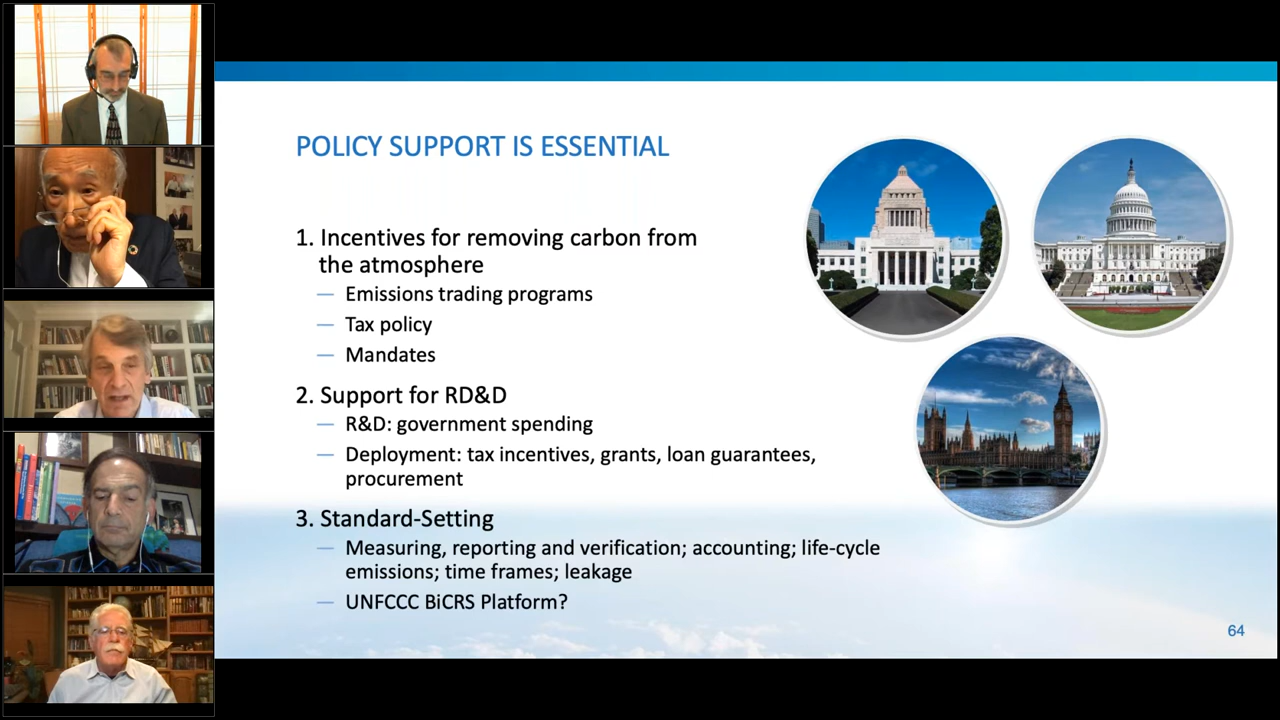 POLICY SUPPORT IS ESSENTIAL
1. Incentives for removing carbon from
the atmosphere
— Emissions trading programs
— Tax policy
— Mandates
2. Support for RD&D
— R&D: government spending
— Deployment: tax incentives, grants, loan guarantees,
procurement
3. Standard-Setting
— Measuring, reporting and verification; accounting; life-cycle
emissions; time frames; leakage
— UNFCCC BiCRS Platform?
64